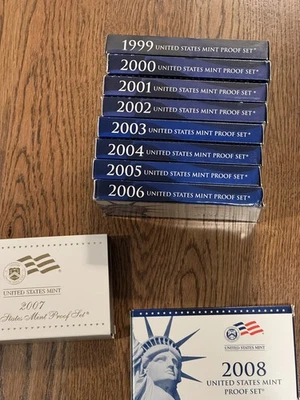 1999 UNITED STATES MINT PROOF SET®
2000 UNITED STATES MINT PROOF SET®
2001 UNITED STATES MINT PROOF SET®
2002 UNITED STATES MINT PROOF SET®
2003 UNITED STATES MINT PROOF SET®
2004 UNITED STATES MINT PROOF SET®
2005 UNITED STATES MINT PROOF SET®
2006 UNITED STATES MINT PROOF SET®
UNITED STATES MINT
2007
States Mint Proof Set®
UNITED STATES MINT
2008
UNITED STATES MINT
PROOF SET®